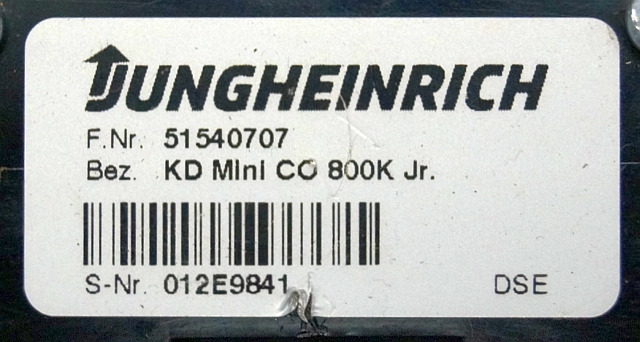 JUNGHEINRICH
F.Nr. 51540707
Bez. KD Mini CO 800K Jr.
S-Nr. 012E9841 DSE